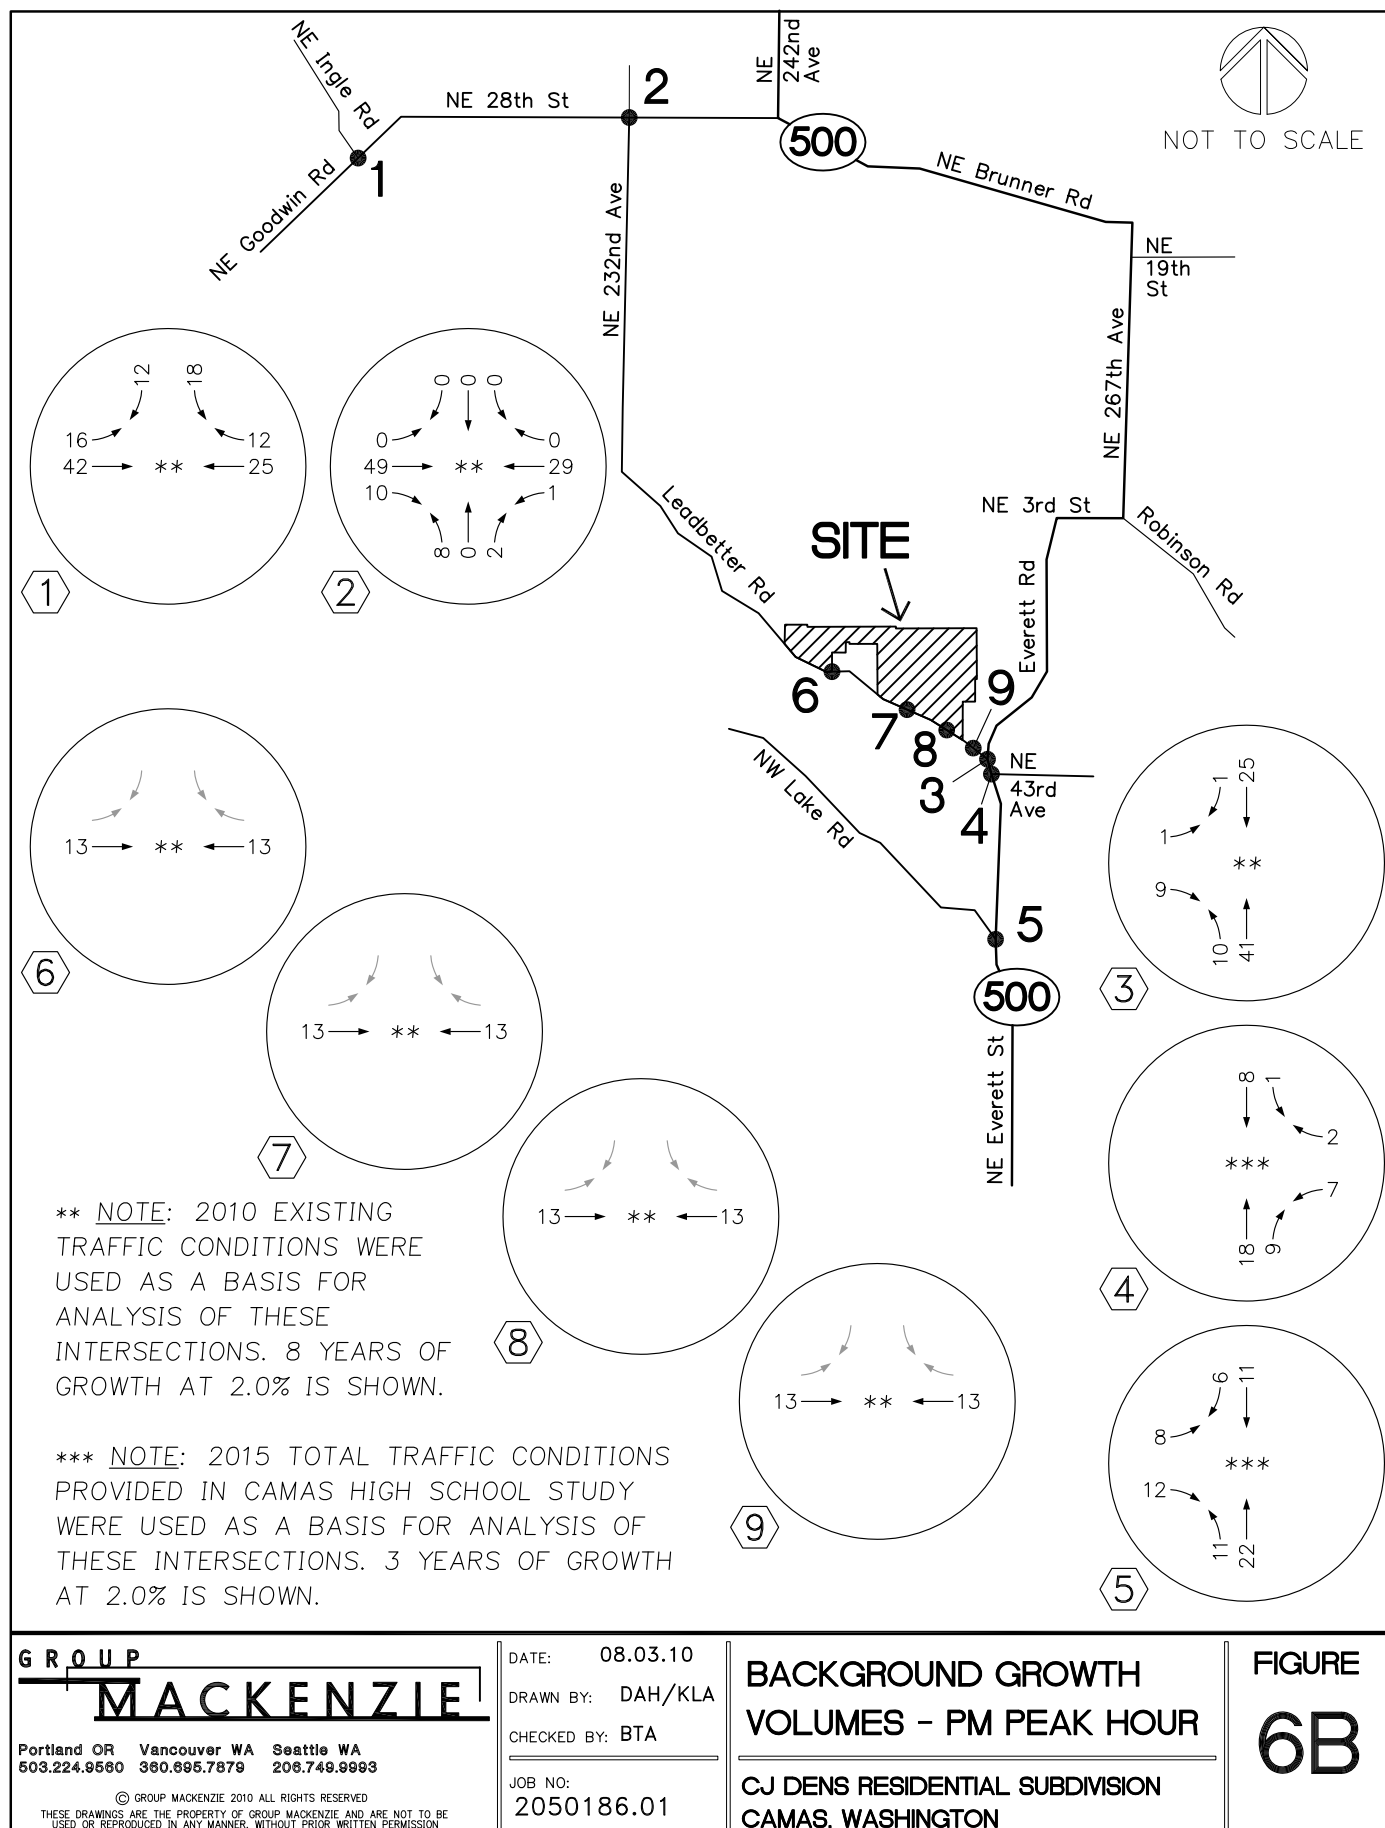 NE Ingle Rd
NE 28th St
2
NE
242nd
Ave
500
NOT TO SCALE
NE Goodwin Rd
1
NE Brunner Rd
NE
19th
St
NE 232nd Ave
NE 267th Ave
12
18
16
12
42
**
25
1
0
0
0
0
0
49
**
29
10
1
8
0
2
2
Leadbetter Rd
NE 3rd St
Robinson Rd
SITE
Everett Rd
6
7
8
9
3
4
NE
43rd
Ave
NW Lake Rd
5
500
NE Everett St
1
25
1
**
9
10
41
3
13
**
13
6
13
**
13
7
13
**
13
8
13
**
13
9
8
1
2
***
7
18
9
4
6
11
8
***
12
11
22
5
** NOTE: 2010 EXISTING
TRAFFIC CONDITIONS WERE
USED AS A BASIS FOR
ANALYSIS OF THESE
INTERSECTIONS. 8 YEARS OF
GROWTH AT 2.0% IS SHOWN.
*** NOTE: 2015 TOTAL TRAFFIC CONDITIONS
PROVIDED IN CAMAS HIGH SCHOOL STUDY
WERE USED AS A BASIS FOR ANALYSIS OF
THESE INTERSECTIONS. 3 YEARS OF GROWTH
AT 2.0% IS SHOWN.
GROUP
MACKENZIE
Portland OR Vancouver WA Seattle WA
503.224.9560 360.695.7879 206.749.9993
© GROUP MACKENZIE 2010 ALL RIGHTS RESERVED
THESE DRAWINGS ARE THE PROPERTY OF GROUP MACKENZIE AND ARE NOT TO BE
USED OR REPRODUCED IN ANY MANNER, WITHOUT PRIOR WRITTEN PERMISSION
DATE: 08.03.10
DRAWN BY: DAH/KLA
CHECKED BY: BTA
JOB NO:
2050186.01
BACKGROUND GROWTH
VOLUMES - PM PEAK HOUR
CJ DENS RESIDENTIAL SUBDIVISION
CAMAS, WASHINGTON
FIGURE
6B